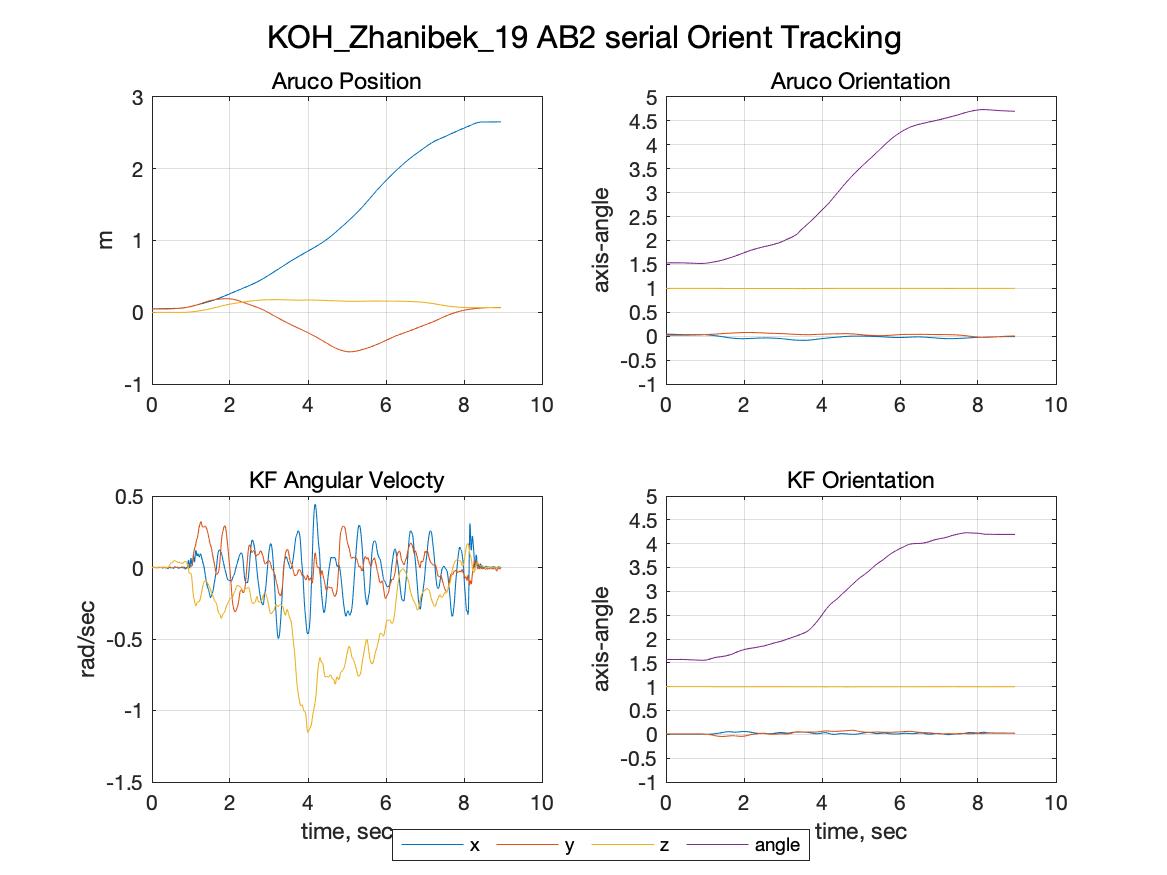 KOH_Zhanibek_19 AB2 serial Orient Tracking
Aruco Position
3
2
1
0
-1
m
0 2 4 6 8 10
Aruco Orientation
5
4.5
4
3.5
3
2.5
2
1.5
1
0.5
0
-0.5
-1
axis-angle
0 2 4 6 8 10
KF Angular Velocty
0.5
0
-0.5
-1
-1.5
rad/sec
0 2 4 6 8 10
time, sec
KF Orientation
5
4.5
4
3.5
3
2.5
2
1.5
1
0.5
0
-0.5
-1
axis-angle
0 2 4 6 8 10
time, sec
x y z angle